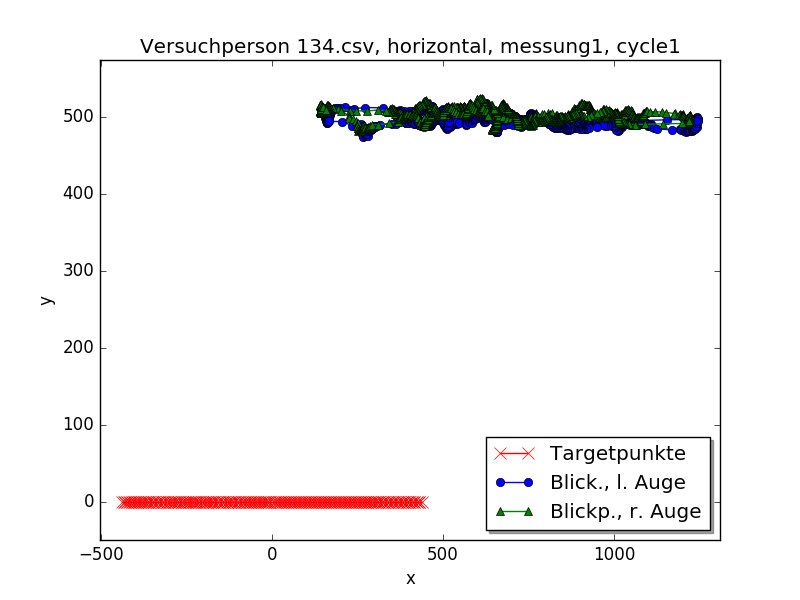 Versuchperson 134.csv, horizontal, messung1, cycle1
500
400
300
200
100
0
y
−500 0 500 1000
x
Targetpunkte
Blick., l. Auge
Blickp., r. Auge